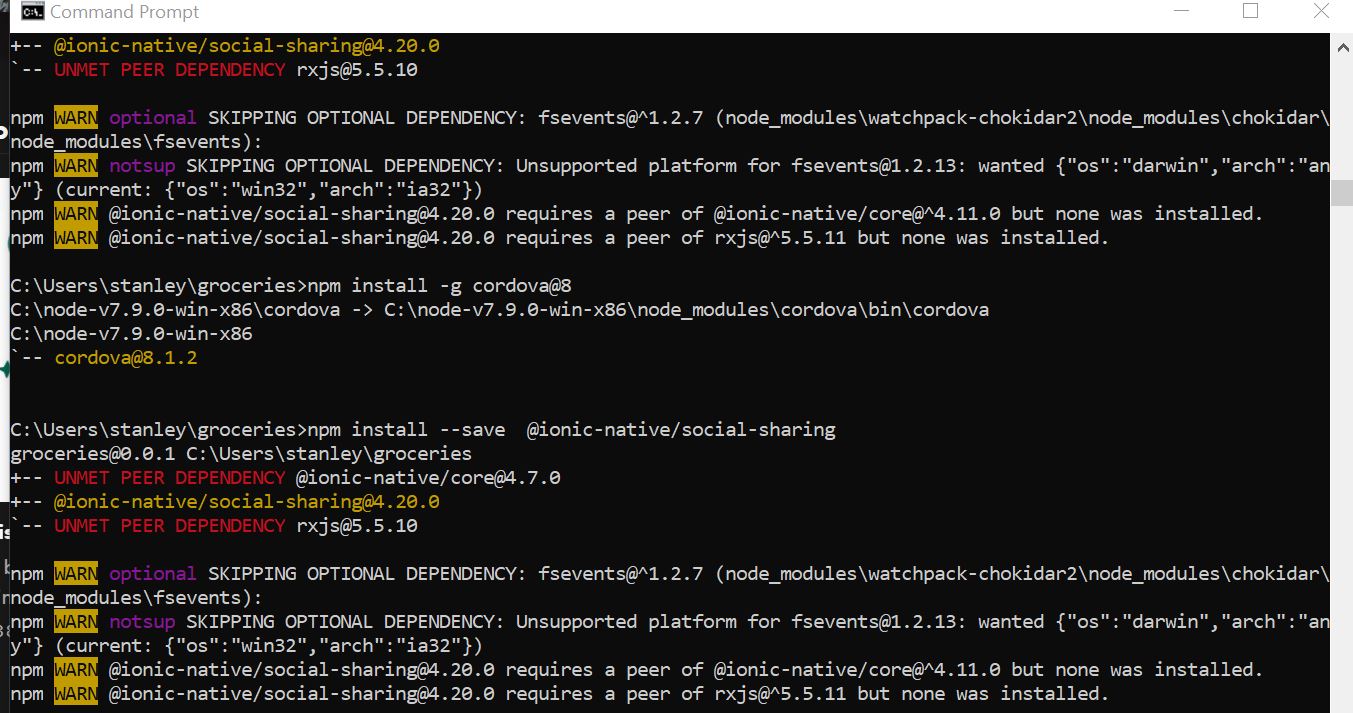 Command Prompt
+-- @ionic-native/social-sharing@4.20.0
`-- UNMET PEER DEPENDENCY rxjs@5.5.10
npm WARN optional SKIPPING OPTIONAL DEPENDENCY: fsevents@^1.2.7 (node_modules\watchpack-chokidar2\node_modules\chokidar\
node_modules\fsevents):
npm WARN notsup SKIPPING OPTIONAL DEPENDENCY: Unsupported platform for fsevents@1.2.13: wanted {"os":"darwin","arch":"an
y"} (current: {"os":"win32","arch":"ia32"})
npm WARN @ionic-native/social-sharing@4.20.0 requires a peer of @ionic-native/core@^4.11.0 but none was installed.
npm WARN @ionic-native/social-sharing@4.20.0 requires a peer of rxjs@^5.5.11 but none was installed.
C:\Users\stanley\groceries>npm install -g cordova@8
C:\node-v7.9.0-win-x86\cordova -> C:\node-v7.9.0-win-x86\node_modules\cordova\bin\cordova
C:\node-v7.9.0-win-x86
`-- cordova@8.1.2
C:\Users\stanley\groceries>npm install --save  @ionic-native/social-sharing
groceries@0.0.1 C:\Users\stanley\groceries
+-- UNMET PEER DEPENDENCY @ionic-native/core@4.7.0
+-- @ionic-native/social-sharing@4.20.0
`-- UNMET PEER DEPENDENCY rxjs@5.5.10
npm WARN optional SKIPPING OPTIONAL DEPENDENCY: fsevents@^1.2.7 (node_modules\watchpack-chokidar2\node_modules\chokidar\
node_modules\fsevents):
npm WARN notsup SKIPPING OPTIONAL DEPENDENCY: Unsupported platform for fsevents@1.2.13: wanted {"os":"darwin","arch":"an
y"} (current: {"os":"win32","arch":"ia32"})
npm WARN @ionic-native/social-sharing@4.20.0 requires a peer of @ionic-native/core@^4.11.0 but none was installed.
npm WARN @ionic-native/social-sharing@4.20.0 requires a peer of rxjs@^5.5.11 but none was installed.